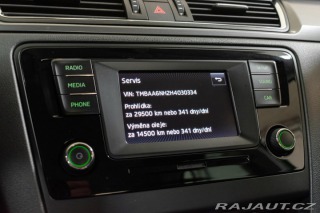 RADIO
MEDIA
PHONE
CAR
Servis
VIN: TMBAA6NH2H4030334
Prohlídka:
za 29500 km nebo 341 dny/dní
Výměna oleje:
za 14500 km nebo 341 dny/dní
RAJAUT.CZ